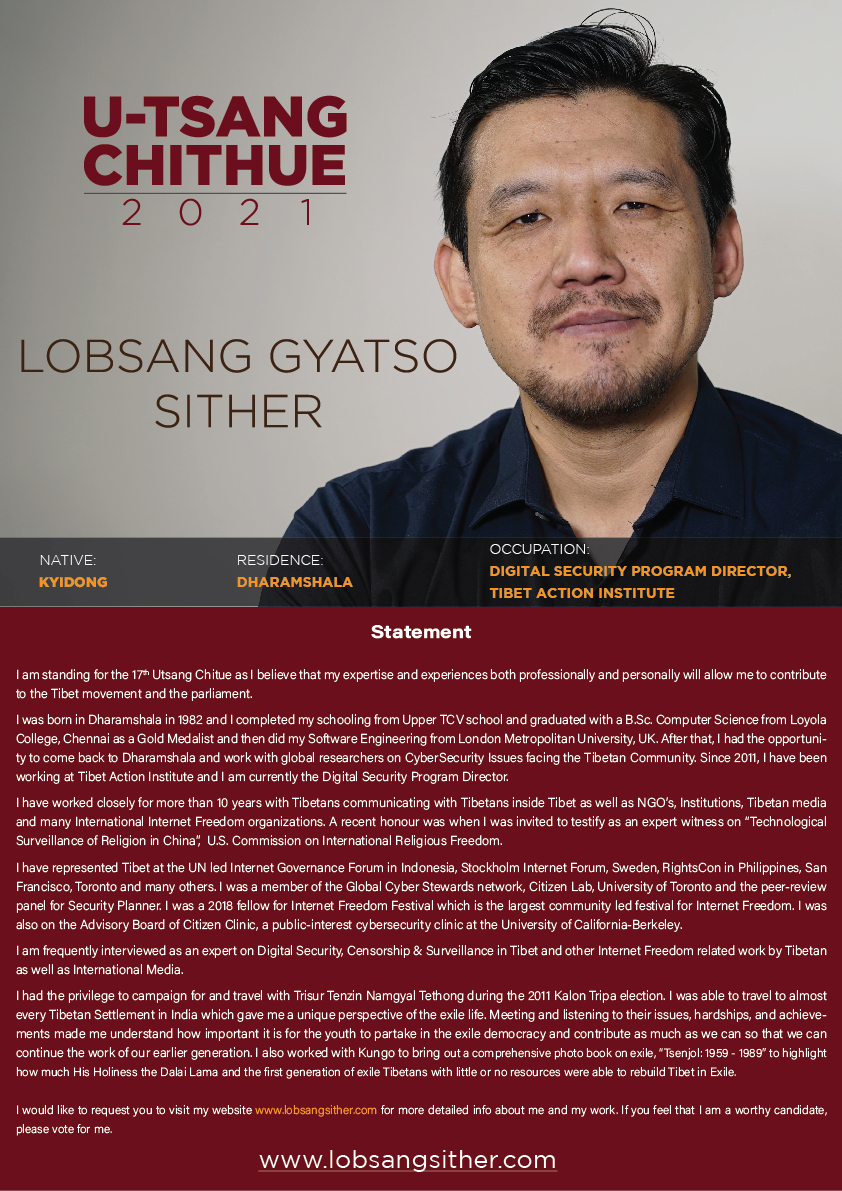 U-TSANG
CHITHUE
2021
LOBSANG GYATSO
SITHER
NATIVE:
KYIDONG
RESIDENCE:
DHARAMSHALA
OCCUPATION:
DIGITAL SECURITY PROGRAM DIRECTOR,
TIBET ACTION INSTITUTE
Statement
I am standing for the 17th Utsang Chitue as I believe that my expertise and experiences both professionally and personally will allow me to contribute
to the Tibet movement and the parliament.
I was born in Dharamshala in 1982 and I completed my schooling from Upper TCV school and graduated with a B.Sc. Computer Science from Loyola
College, Chennai as a Gold Medalist and then did my Software Engineering from London Metropolitan University, UK. After that, I had the opportuni-
ty to come back to Dharamshala and work with global researchers on CyberSecurity Issues facing the Tibetan Community. Since 2011, I have been
working at Tibet Action Institute and I am currently the Digital Security Program Director.
I have worked closely for more than 10 years with Tibetans communicating with Tibetans inside Tibet as well as NGO's, Institutions, Tibetan media
and many International Internet Freedom organizations. A recent honour was when I was invited to testify as an expert witness on “Technological
Surveillance of Religion in China”, U.S. Commission on International Religious Freedom.
I have represented Tibet at the UN led Internet Governance Forum in Indonesia, Stockholm Internet Forum, Sweden, RightsCon in Philippines, San
Francisco, Toronto and many others. I was a member of the Global Cyber Stewards network, Citizen Lab, University of Toronto and the peer-review
panel for Security Planner. I was a 2018 fellow for Internet Freedom Festival which is the largest community led festival for Internet Freedom. I was
also on the Advisory Board of Citizen Clinic, a public-interest cybersecurity clinic at the University of California-Berkeley.
I am frequently interviewed as an expert on Digital Security, Censorship & Surveillance in Tibet and other Internet Freedom related work by Tibetan
as well as International Media.
I had the privilege to campaign for and travel with Trisur Tenzin Namgyal Tethong during the 2011 Kalon Tripa election. I was able to travel to almost
every Tibetan Settlement in India which gave me a unique perspective of the exile life. Meeting and listening to their issues, hardships, and achieve-
ments made me understand how important it is for the youth to partake in the exile democracy and contribute as much as we can so that we can
continue the work of our earlier generation. I also worked with Kungo to bring out a comprehensive photo book on exile, “Tsenjol: 1959 - 1989” to highlight
how much His Holiness the Dalai Lama and the first generation of exile Tibetans with little or no resources were able to rebuild Tibet in Exile.
I would like to request you to visit my website www.lobsangsither.com for more detailed info about me and my work. If you feel that I am a worthy candidate,
please vote for me.
www.lobsangsither.com